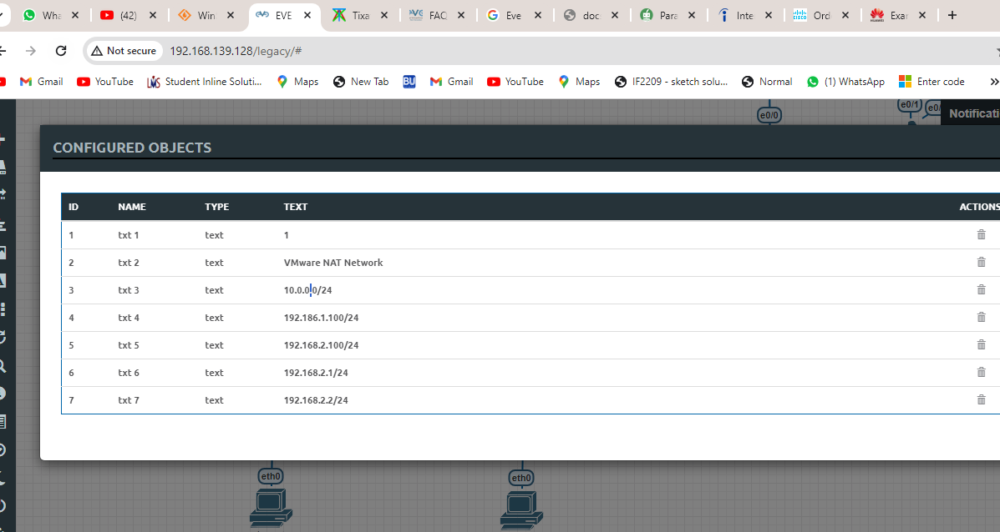 Wha
(42)
Win
EVE
Tixa
FAQ
Eve
doc
Para
Inte
Ord
Exar
Not secure
192.168.139.128/legacy/#
Gmail
YouTube
Student Inline Soluti...
Maps
New Tab
BU
Gmail
YouTube
Maps
IF2209 - sketch solu...
Normal
(1) WhatsApp
Enter code
»
e0/0
e0/1
e0/
Notificati
CONFIGURED OBJECTS
ID NAME TYPE TEXT ACTIONS
1 txt 1 text 1
2 txt 2 text VMware NAT Network
3 txt 3 text 10.0.0.0/24
4 txt 4 text 192.186.1.100/24
5 txt 5 text 192.168.2.100/24
6 txt 6 text 192.168.2.1/24
7 txt 7 text 192.168.2.2/24
eth0
eth0